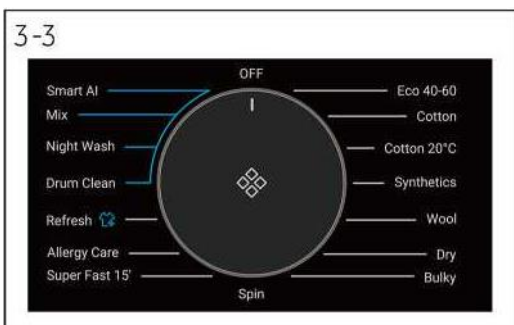 3-3
OFF
Smart AI
Mix
Night Wash
Drum Clean
Refresh
Allergy Care
Super Fast 15'
Eco 40-60
Cotton
Cotton 20°C
Synthetics
Wool
Dry
Bulky
Spin